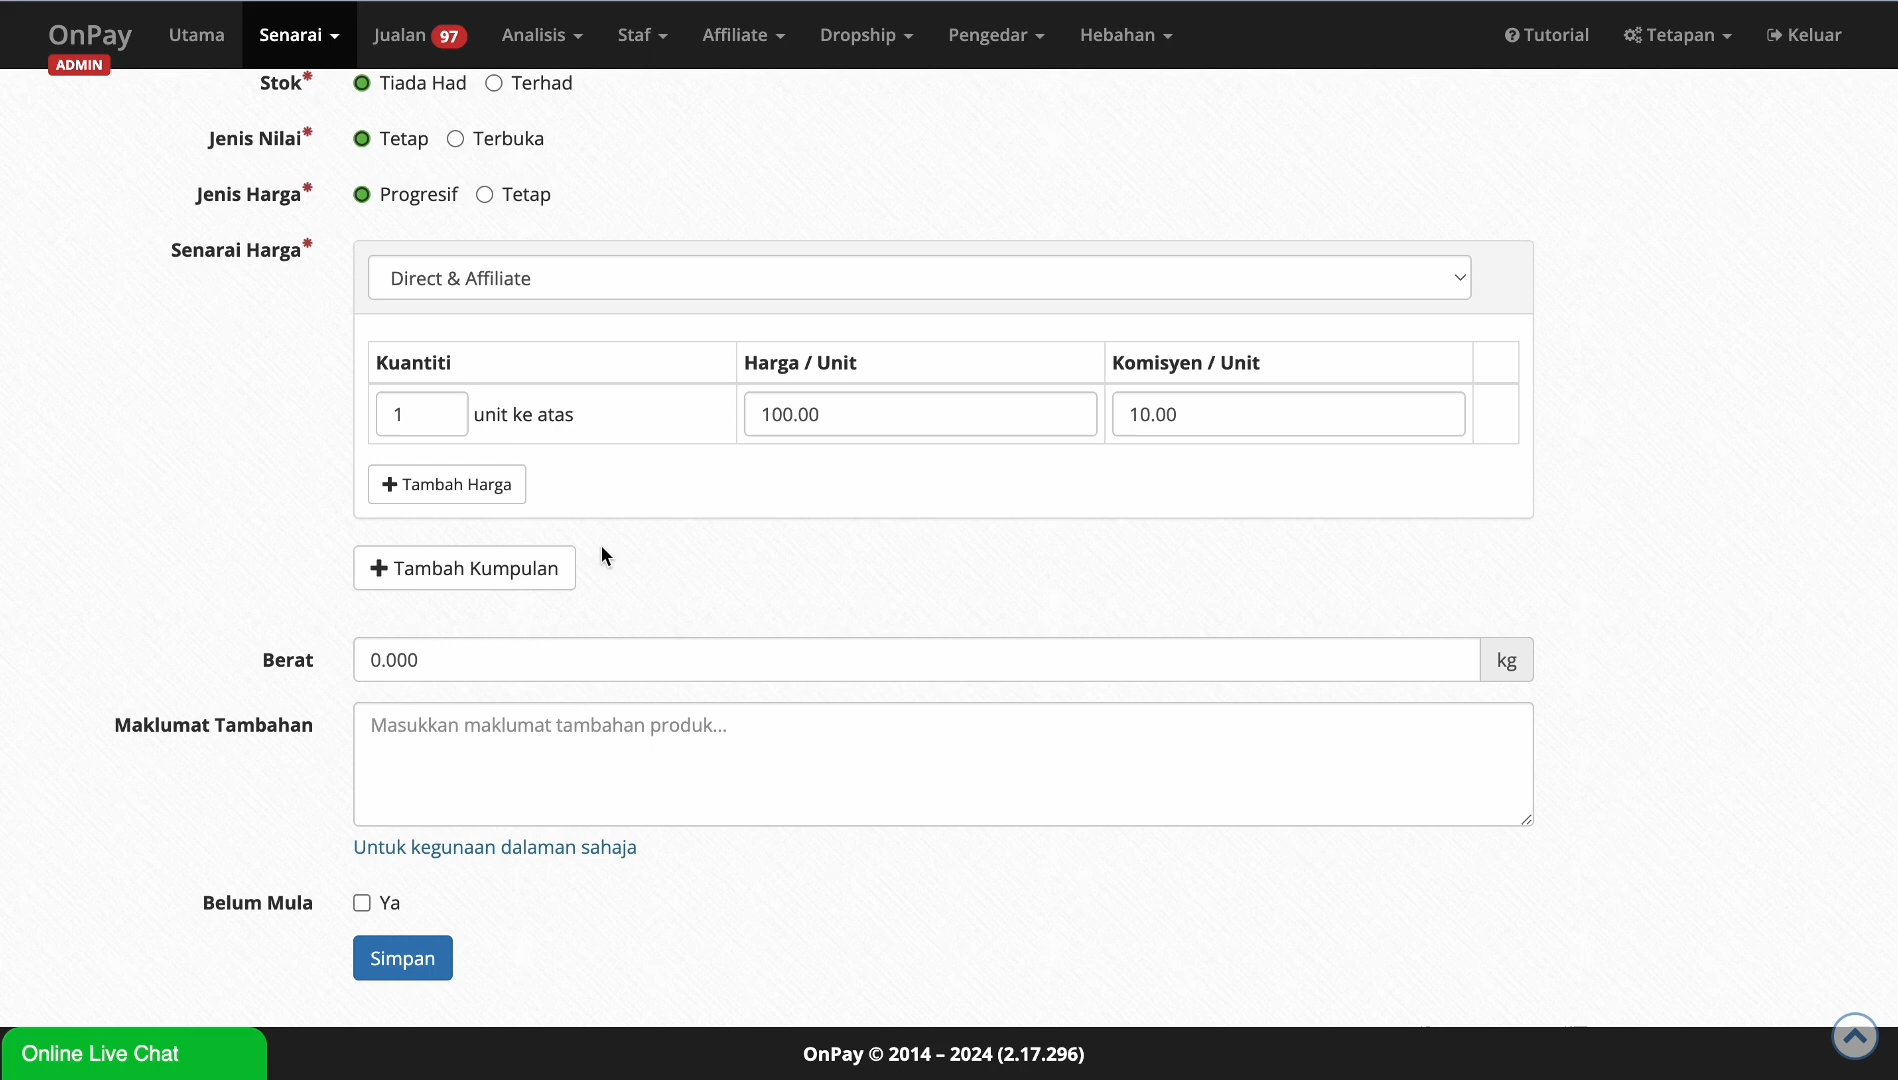 OnPay
ADMIN
Utama
Senarai
Jualan 97
Analisis
Staf
Affiliate
Dropship
Pengedar
Hebahan
Tutorial
Tetapan
Keluar
Stok* Tiada Had Terhad
Jenis Nilai* Tetap Terbuka
Jenis Harga* Progresif Tetap
Senarai Harga* Direct & Affiliate
Kuantiti Harga / Unit Komisyen / Unit
1 unit ke atas 100.00 10.00
Tambah Harga
Tambah Kumpulan
Berat 0.000 kg
Maklumat Tambahan Masukkan maklumat tambahan produk...
Untuk kegunaan dalaman sahaja
Belum Mula Ya
Simpan
Online Live Chat
OnPay © 2014 – 2024 (2.17.296)